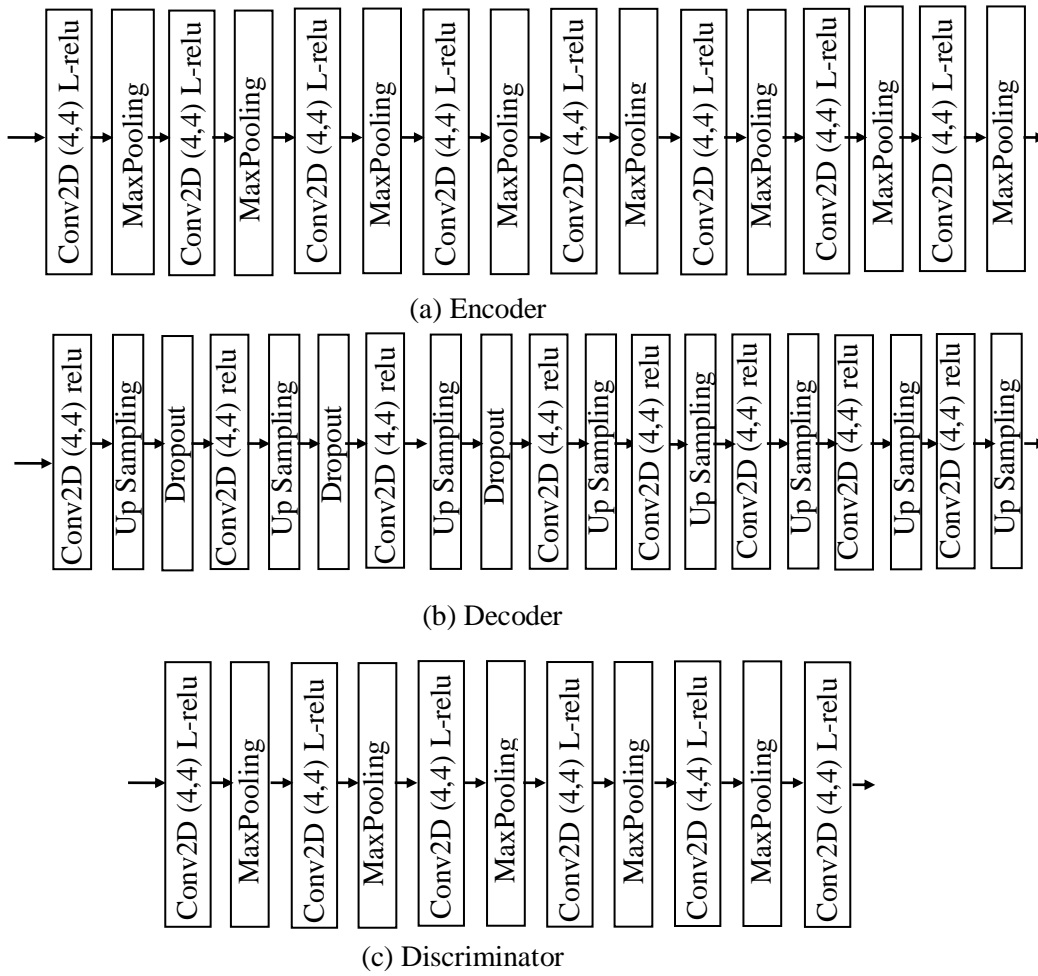 Conv2D (4,4) L-relu
MaxPooling
Conv2D (4,4) L-relu
MaxPooling
Conv2D (4,4) L-relu
MaxPooling
Conv2D (4,4) L-relu
MaxPooling
Conv2D (4,4) L-relu
MaxPooling
Conv2D (4,4) L-relu
MaxPooling
Conv2D (4,4) L-relu
MaxPooling
Conv2D (4,4) L-relu
MaxPooling
(a) Encoder
Conv2D (4,4) relu
Up Sampling
Dropout
Conv2D (4,4) relu
Up Sampling
Dropout
Conv2D (4,4) relu
Up Sampling
Dropout
Conv2D (4,4) relu
Up Sampling
Conv2D (4,4) relu
Up Sampling
Conv2D (4,4) relu
Up Sampling
Conv2D (4,4) relu
Up Sampling
Conv2D (4,4) relu
Up Sampling
(b) Decoder
Conv2D (4,4) L-relu
MaxPooling
Conv2D (4,4) L-relu
MaxPooling
Conv2D (4,4) L-relu
MaxPooling
Conv2D (4,4) L-relu
MaxPooling
Conv2D (4,4) L-relu
MaxPooling
Conv2D (4,4) L-relu
(c) Discriminator